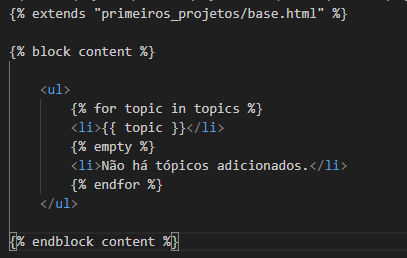 {% extends "primeiros_projetos/base.html" %}
{% block content %}
<ul>
{% for topic in topics %}
<li>{{ topic }}</li>
{% empty %}
<li>Não há tópicos adicionados.</li>
{% endfor %}
</ul>
{% endblock content %}